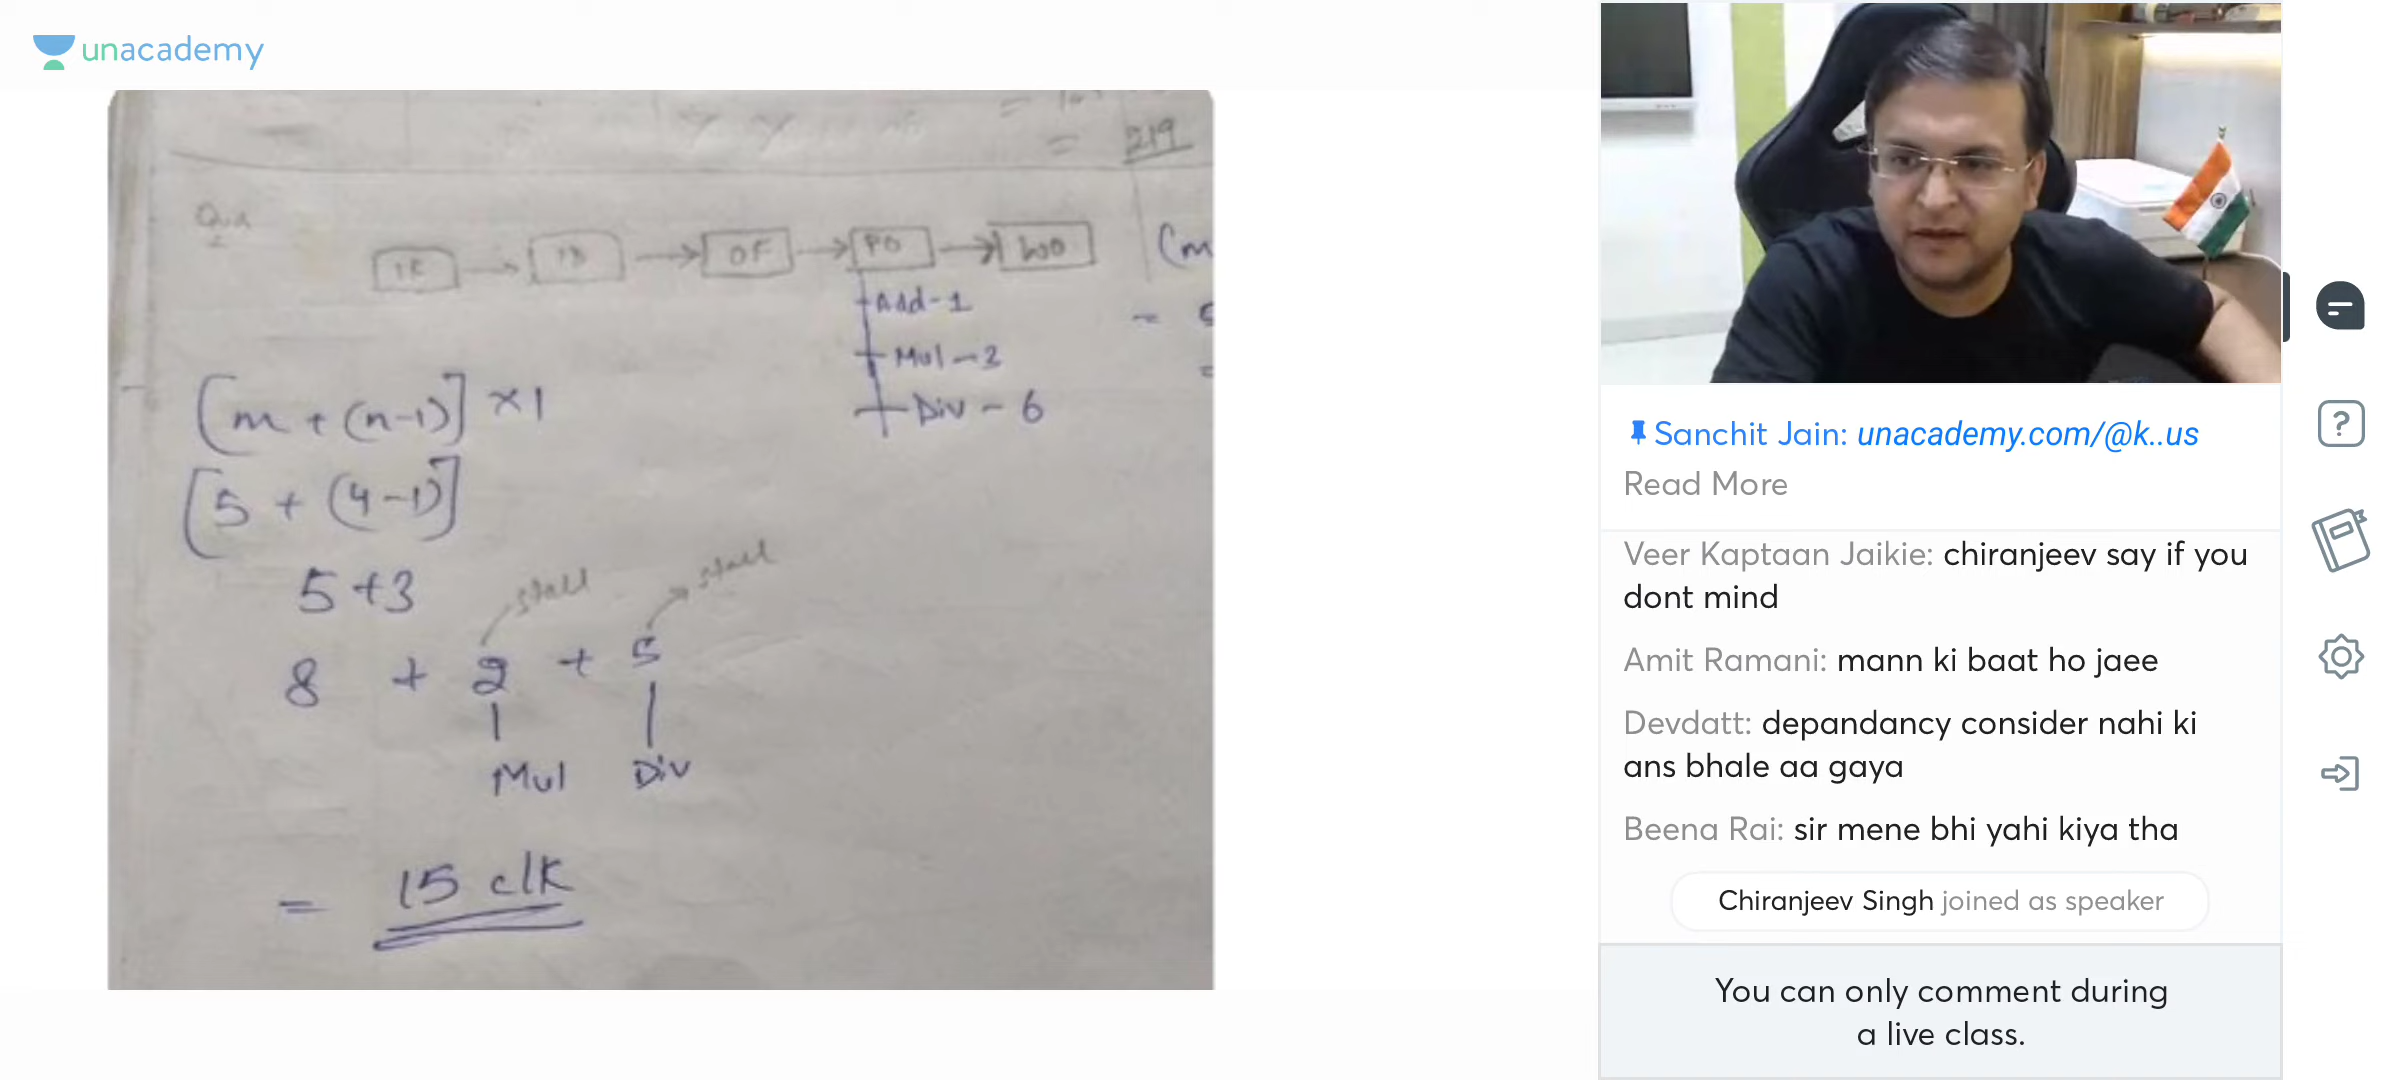 unacademy
= 219
Que
IF → ID → OF → PO → WO
(m
Add - 1
Mul - 3
Div - 6
[m + (n-1)] × 1
[5 + (4-1)]
5+3
stall
stall
8 + 2 + 5
Mul Div
= 15 clk
Sanchit Jain: unacademy.com/@k..us
Read More
Veer Kaptaan Jaikie: chiranjeev say if you
dont mind
Amit Ramani: mann ki baat ho jaee
Devdatt: depandancy consider nahi ki
ans bhale aa gaya
Beena Rai: sir mene bhi yahi kiya tha
Chiranjeev Singh joined as speaker
You can only comment during
a live class.